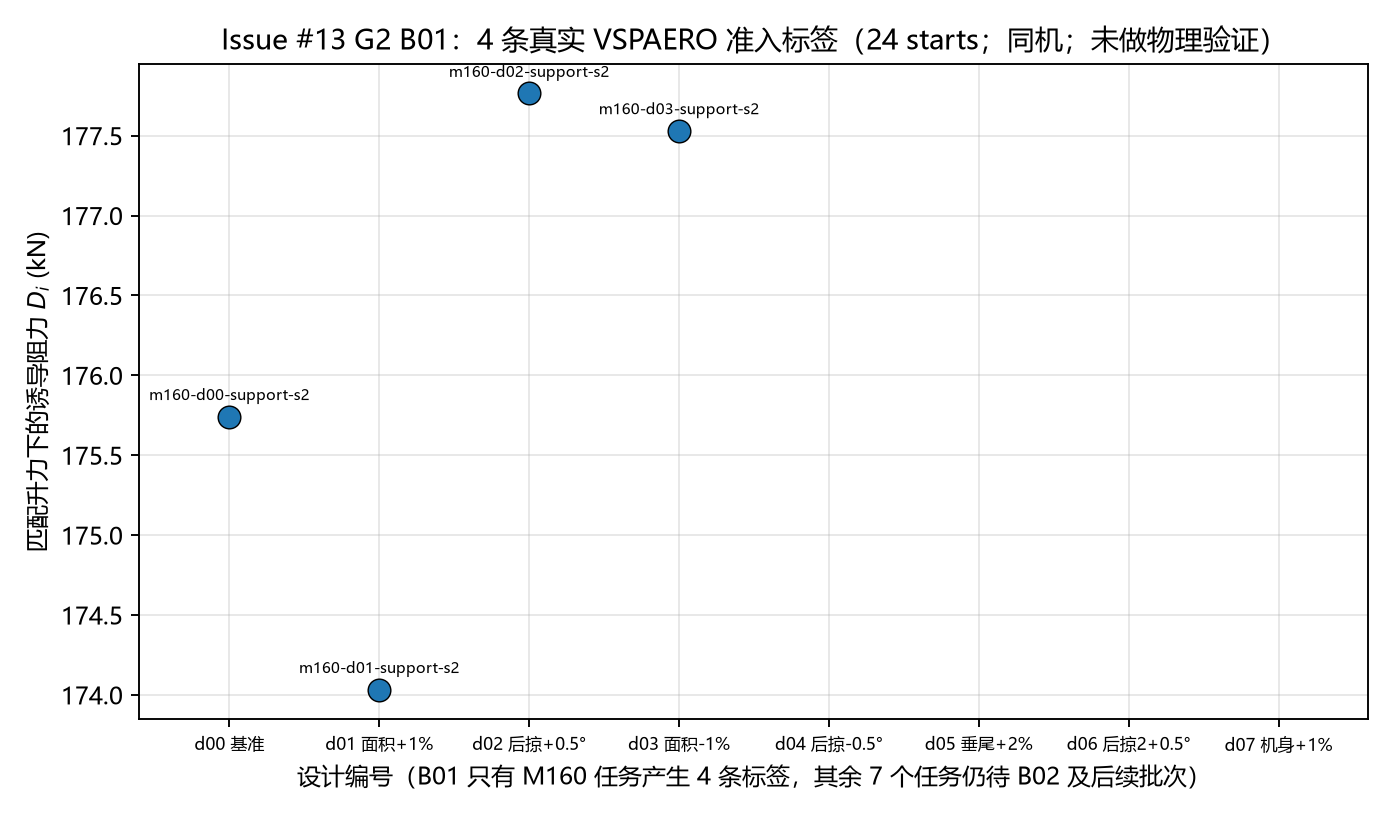 Issue #13 G2 B01：4 条真实 VSPAERO 准入标签（24 starts；同机；未做物理验证）
m160-d02-support-s2
m160-d03-support-s2
177.5
177.0
176.5
176.0
m160-d00-support-s2
175.5
175.0
174.5
m160-d01-support-s2
174.0
匹配升力下的诱导阻力 Di (kN)
d00 基准
d01 面积+1%
d02 后掠+0.5°
d03 面积-1%
d04 后掠-0.5°
d05 垂尾+2%
d06 后掠2+0.5°
d07 机身+1%
设计编号（B01 只有 M160 任务产生 4 条标签，其余 7 个任务仍待 B02 及后续批次）